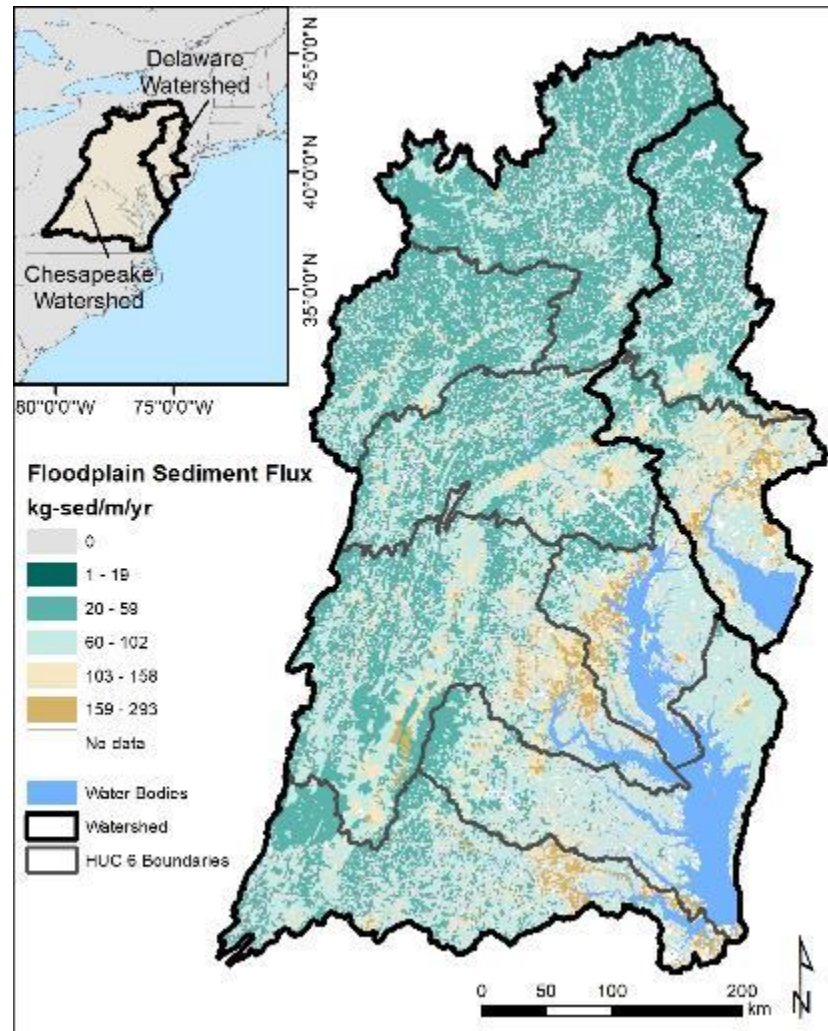 Delaware
Watershed
Chesapeake
Watershed
45°0'0"N
40°0'0"N
35°0'0"N
80°0'0"W
75°0'0"W
Floodplain Sediment Flux
kg-sed/m/yr
0
1 - 19
20 - 59
60 - 102
103 - 158
159 - 293
No data
Water Bodies
Watershed
HUC 6 Boundaries
0 50 100 200
km
N